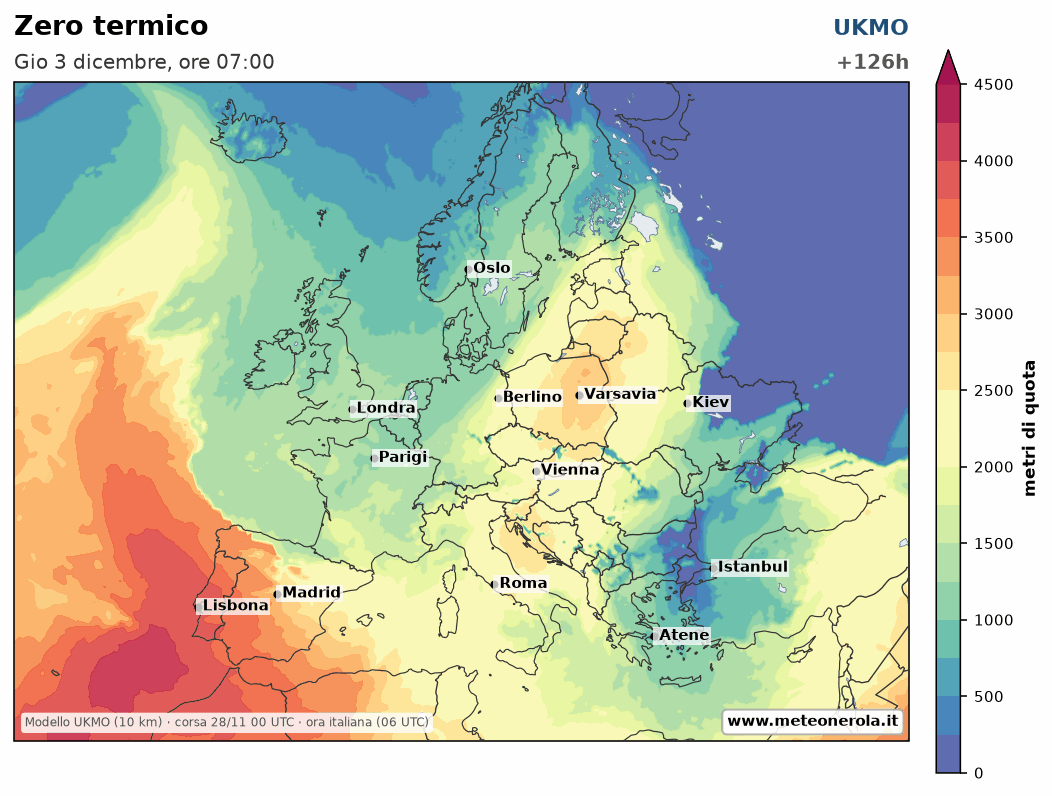 Zero termico
UKMO
Gio 3 dicembre, ore 07:00
+126h
4500
4000
3500
3000
2500
2000
1500
1000
500
0
metri di quota
Oslo
Berlino
Varsavia
Kiev
Londra
Parigi
Vienna
Istanbul
Roma
Madrid
Lisbona
Atene
Modello UKMO (10 km) · corsa 28/11 00 UTC · ora italiana (06 UTC)
www.meteonerola.it